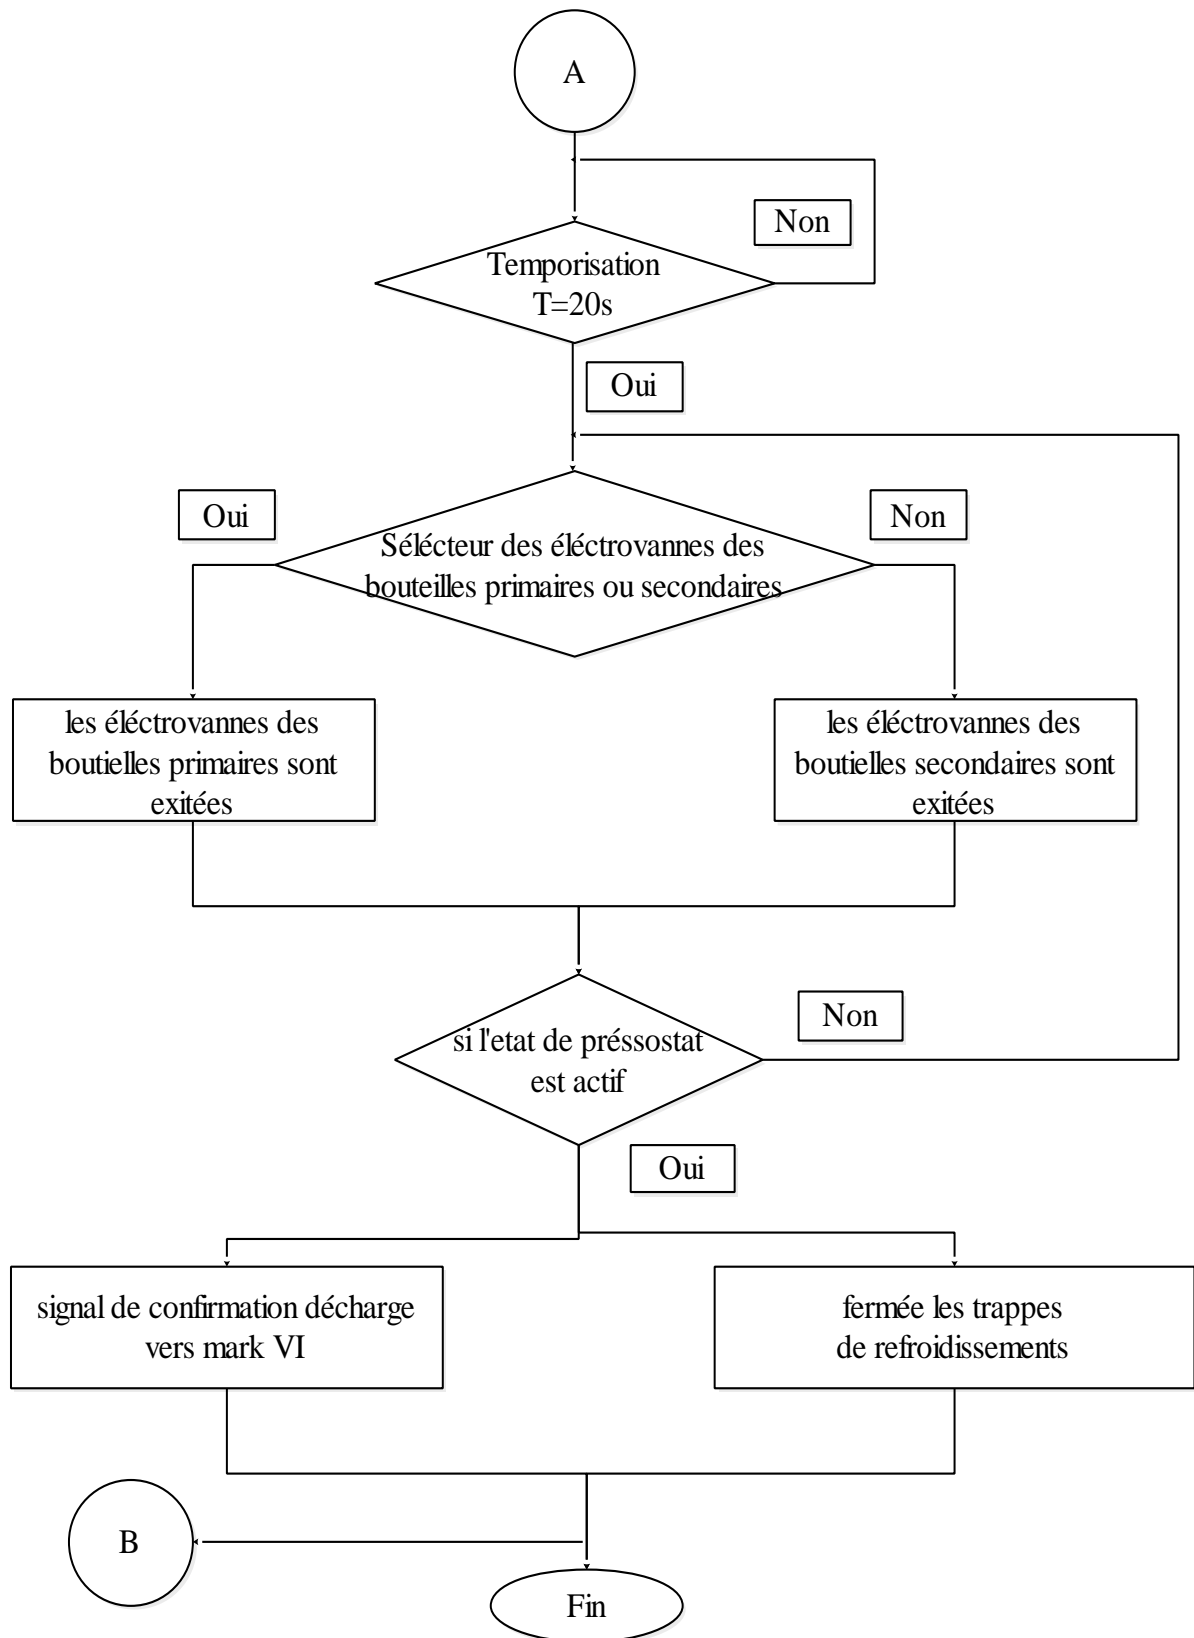 A
Non
Temporisation
T=20s
Oui
Oui
Non
Sélécteur des éléctrovannes des
bouteilles primaires ou secondaires
les éléctrovannes des
boutielles primaires sont
exitées
les éléctrovannes des
boutielles secondaires sont
exitées
Non
si l'etat de préssostat
est actif
Oui
signal de confirmation décharge
vers mark VI
fermée les trappes
de refroidissements
B
Fin